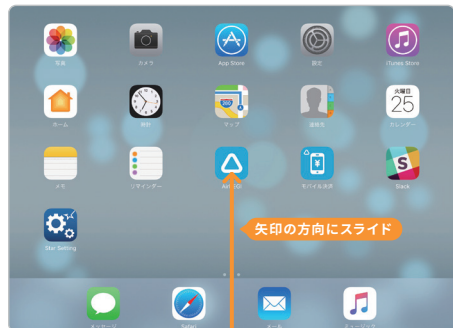 写真 カメラ App Store 設定 iTunes Store
火曜日
25
ホーム 時計 マップ 連絡先 カレンダー
メモ リマインダー モバイル決済 Slack
矢印の方向にスライド
Star Setting
メッセージ Safari メール ミュージック